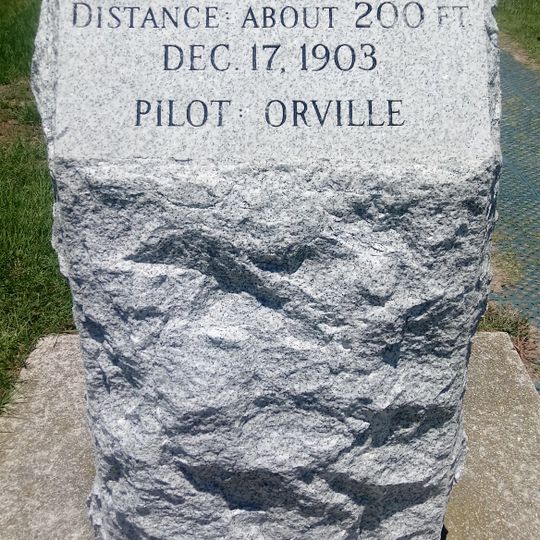 DISTANCE: ABOUT 200 FT.
DEC. 17, 1903
PILOT: ORVILLE